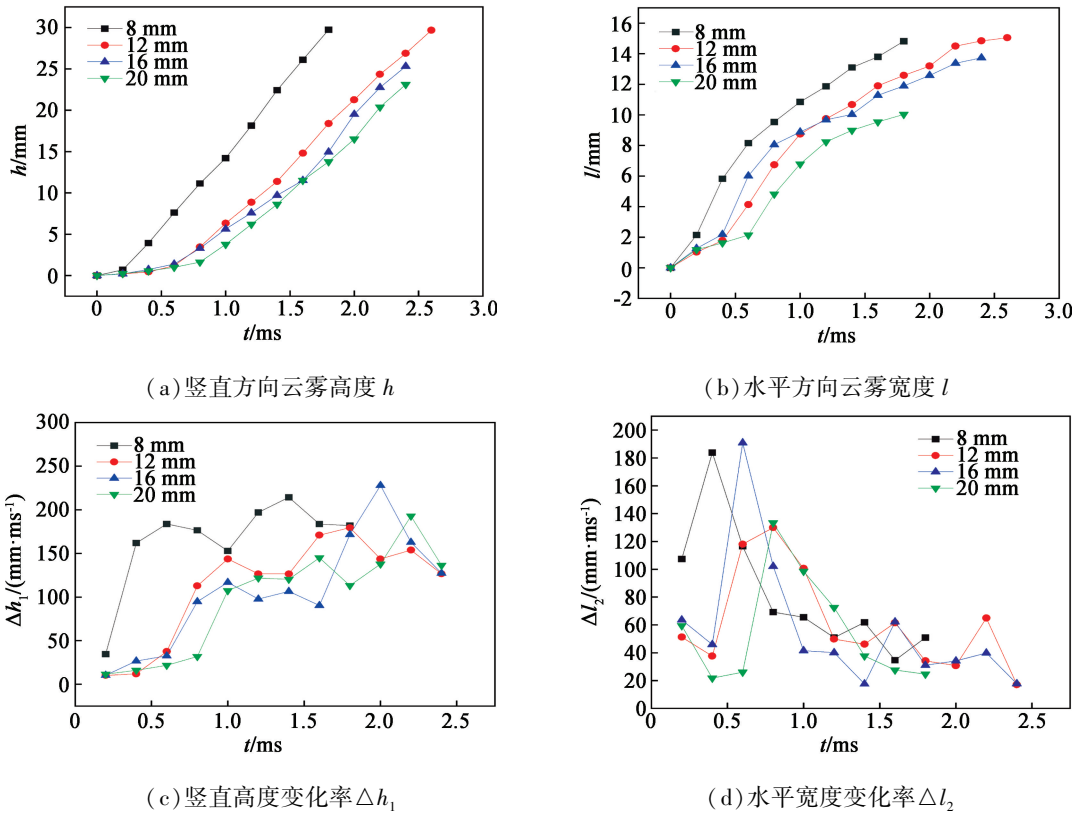 30
25
20
15
10
5
0
h/mm
8 mm
12 mm
16 mm
20 mm
0 0.5 1.0 1.5 2.0 2.5 3.0
t/ms
(a)竖直方向云雾高度 h
16
14
12
10
8
6
4
2
0
-2
l/mm
8 mm
12 mm
16 mm
20 mm
0 0.5 1.0 1.5 2.0 2.5 3.0
t/ms
(b)水平方向云雾宽度 l
300
250
200
150
100
50
0
Δh₁/(mm·ms⁻¹)
8 mm
12 mm
16 mm
20 mm
0 0.5 1.0 1.5 2.0 2.5
t/ms
(c)竖直高度变化率△h₁
200
180
160
140
120
100
80
60
40
20
0
Δl₂/(mm·ms⁻¹)
8 mm
12 mm
16 mm
20 mm
0 0.5 1.0 1.5 2.0 2.5
t/ms
(d)水平宽度变化率△l₂